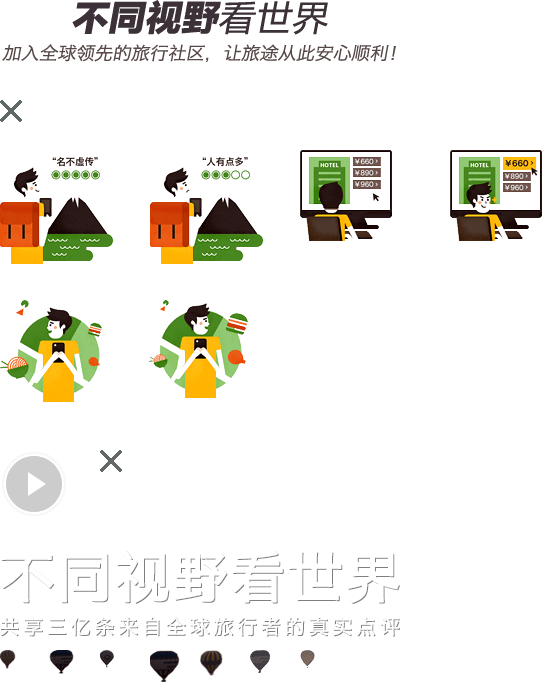 不同视野看世界
加入全球领先的旅行社区，让旅途从此安心顺利！
“名不虚传”
“人有点多”
HOTEL
¥660 ›
¥890 ›
¥960 ›
HOTEL
¥660 ›
¥890 ›
¥960 ›
不同视野看世界
共享三亿条来自全球旅行者的真实点评